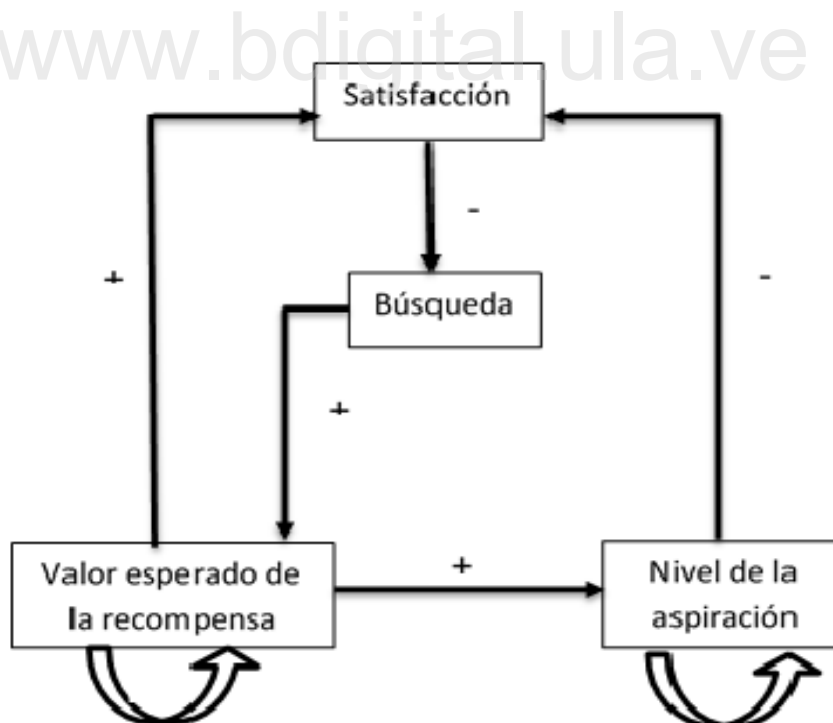 www.bdigital.ula.ve
Satisfacción
-
+
-
Búsqueda
+
Valor esperado de
la recompensa
+
Nivel de la
aspiración